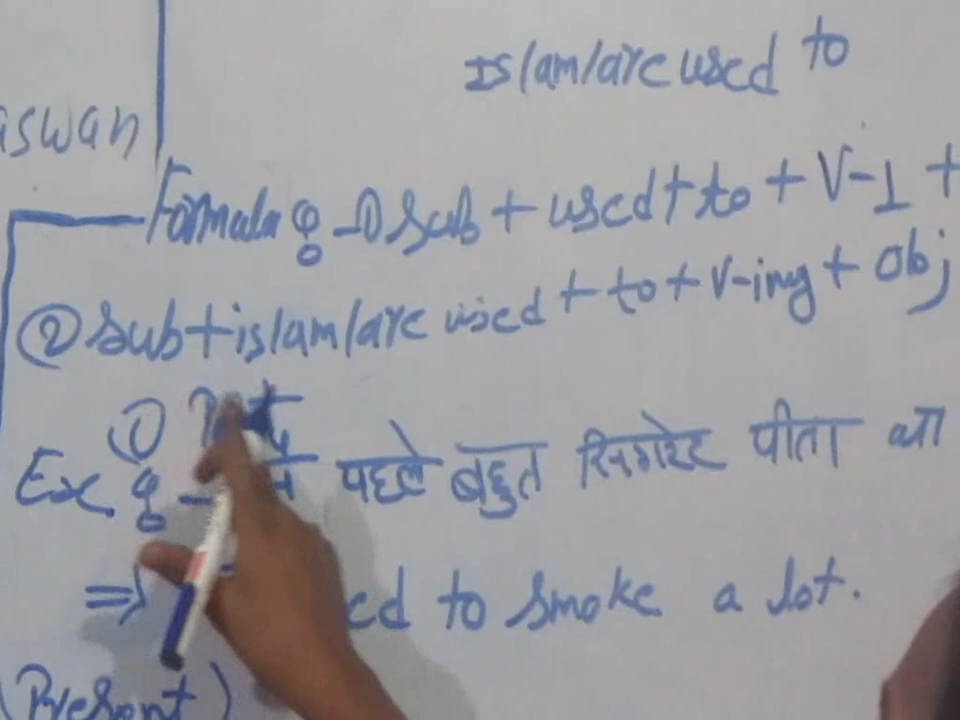 Is/am/are used to
aswan
Formula :- ① Sub + used + to + V-1 +
② Sub + is/am/are used + to + V-ing + Obj
①
Ex. :- पहले बहुत सिगरेट पीता था
⇒ to smoke a lot.
(Present)